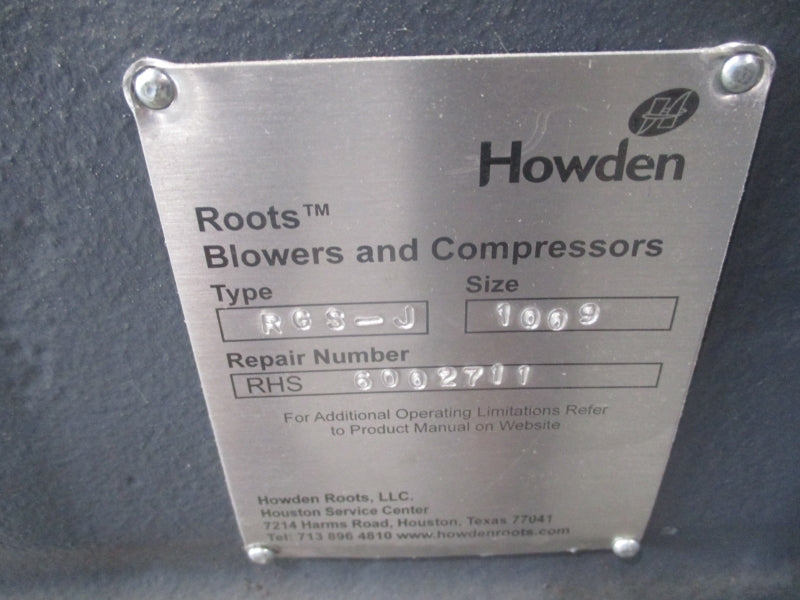 Howden
Roots™
Blowers and Compressors
Type Size
RGS-J 1009
Repair Number
RHS 6002711
For Additional Operating Limitations Refer
to Product Manual on Website
Howden Roots, LLC.
Houston Service Center
7214 Harms Road, Houston, Texas 77041
Tel: 713 896 4810 www.howdenroots.com